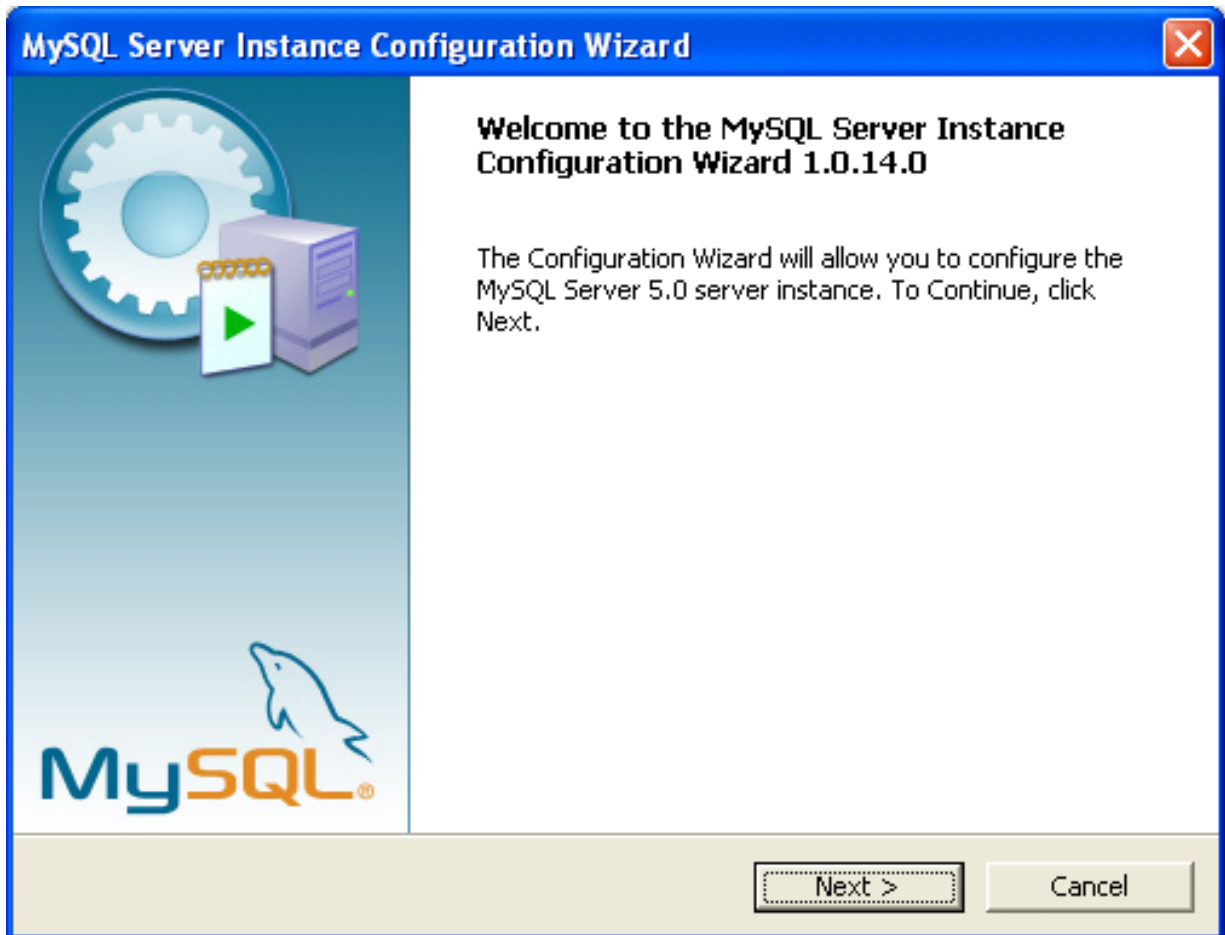 MySQL Server Instance Configuration Wizard
Welcome to the MySQL Server Instance
Configuration Wizard 1.0.14.0
The Configuration Wizard will allow you to configure the
MySQL Server 5.0 server instance. To Continue, click
Next.
MySQL®
Next >
Cancel